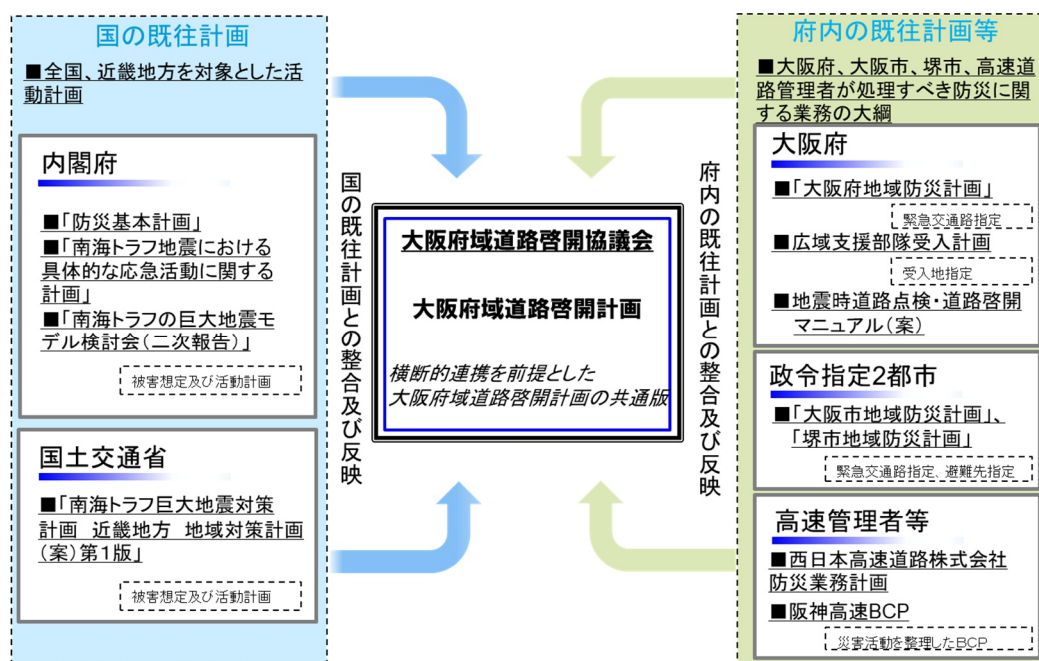 国の既往計画
■全国、近畿地方を対象とした活
動計画
内閣府
■「防災基本計画」
■「南海トラフ地震における
具体的な応急活動に関する
計画」
■「南海トラフの巨大地震モ
デル検討会(二次報告)」
被害想定及び活動計画
国土交通省
■「南海トラフ巨大地震対策
計画 近畿地方 地域対策計画
(案)第1版」
被害想定及び活動計画
国の既往計画との整合及び反映
大阪府域道路啓開協議会
大阪府域道路啓開計画
横断的連携を前提とした
大阪府域道路啓開計画の共通版
府内の既往計画との整合及び反映
府内の既往計画等
■大阪府、大阪市、堺市、高速道
路管理者が処理すべき防災に関
する業務の大綱
大阪府
■「大阪府地域防災計画」
緊急交通路指定
■広域支援部隊受入計画
受入地指定
■地震時道路点検・道路啓開
マニュアル(案)
政令指定2都市
■「大阪市地域防災計画」、
「堺市地域防災計画」
緊急交通路指定、避難先指定
高速管理者等
■西日本高速道路株式会社
防災業務計画
■阪神高速BCP
災害活動を整理したBCP